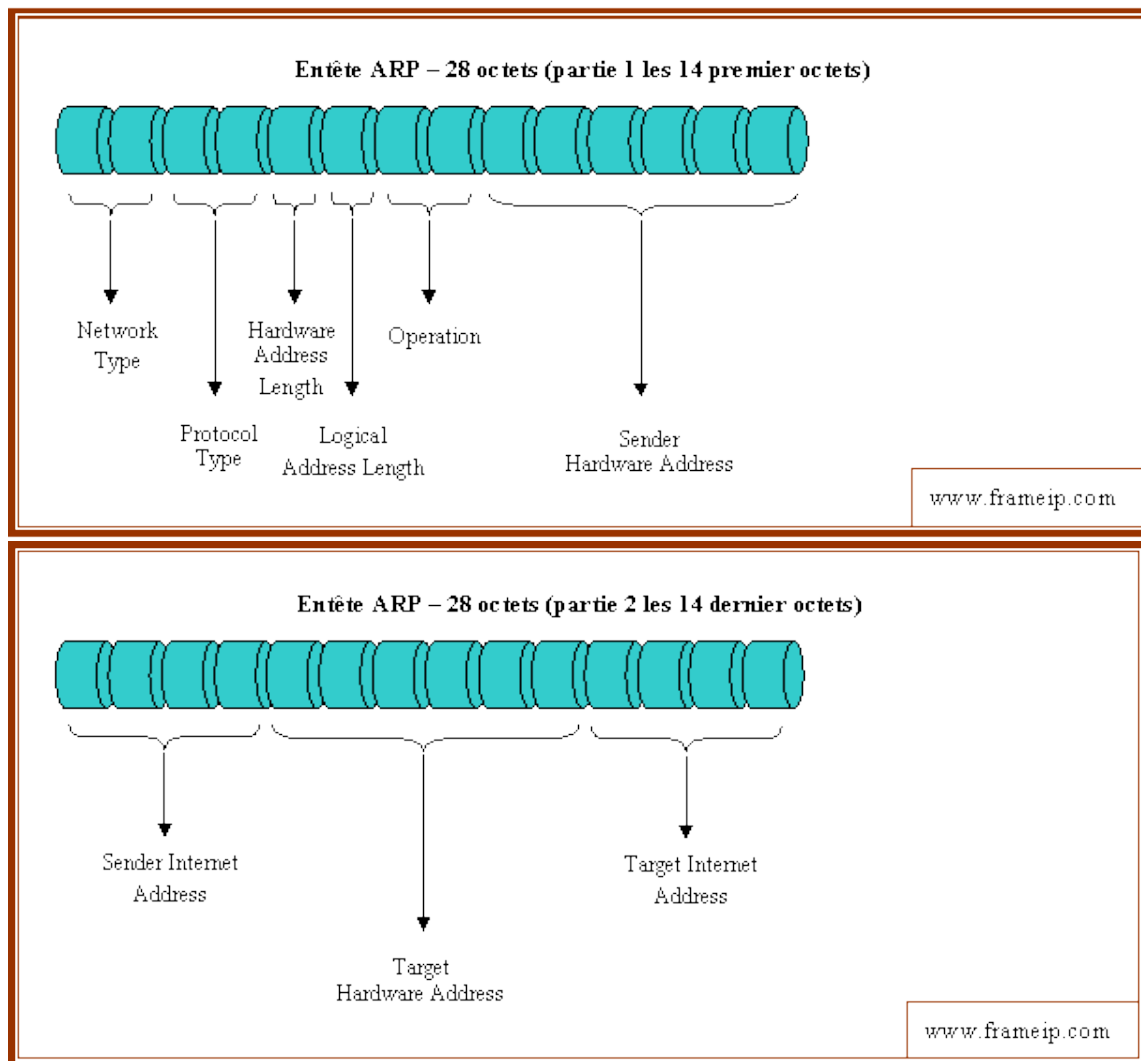 Entête ARP – 28 octets (partie 1 les 14 premier octets)
Network
Type
Hardware
Address
Length
Operation
Protocol
Type
Logical
Address Length
Sender
Hardware Address
www.frameip.com
Entête ARP – 28 octets (partie 2 les 14 dernier octets)
Sender Internet
Address
Target Internet
Address
Target
Hardware Address
www.frameip.com